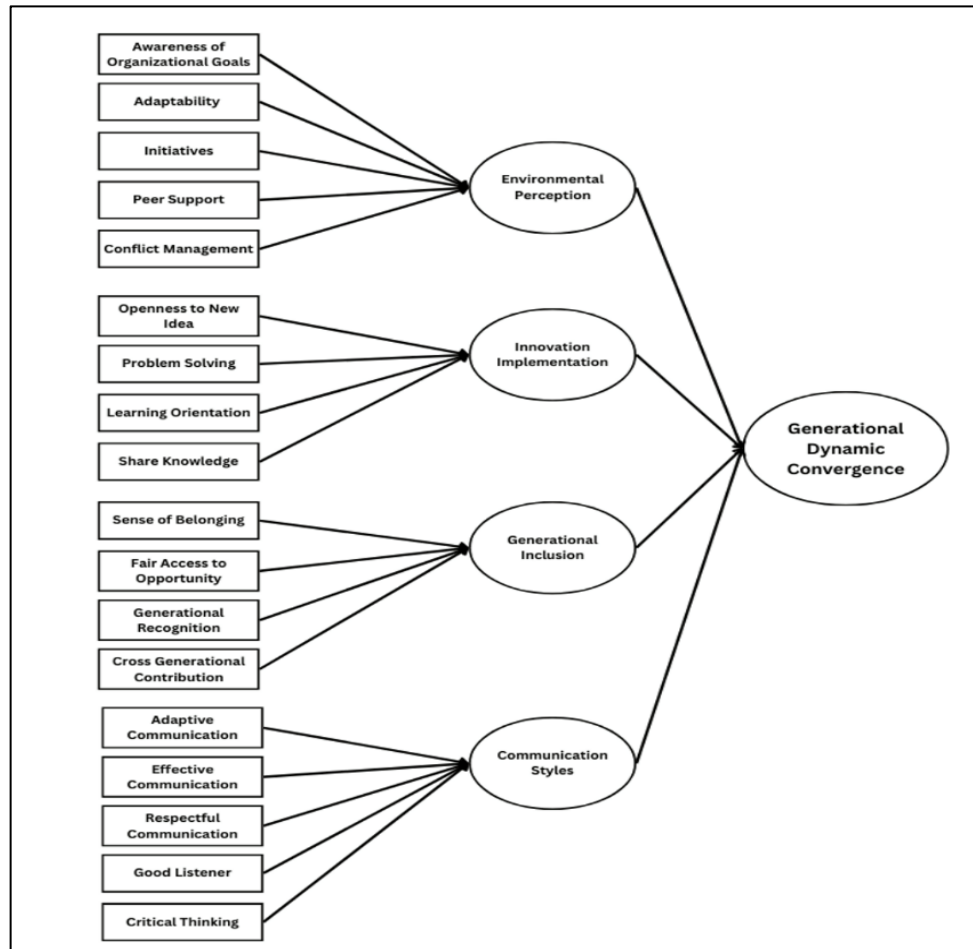 Awareness of
Organizational Goals
Adaptability
Initiatives
Peer Support
Conflict Management
Environmental
Perception
Openness to New
Idea
Problem Solving
Learning Orientation
Share Knowledge
Innovation
Implementation
Sense of Belonging
Fair Access to
Opportunity
Generational
Recognition
Cross Generational
Contribution
Generational
Inclusion
Adaptive
Communication
Effective
Communication
Respectful
Communication
Good Listener
Critical Thinking
Communication
Styles
Generational
Dynamic
Convergence